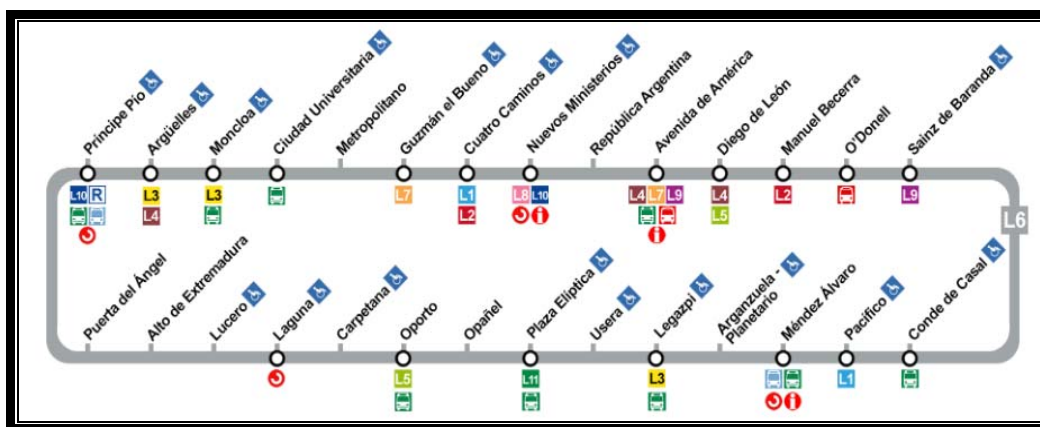 Principe Pío
Argüelles
Moncloa
Ciudad Universitaria
Metropolitano
Guzmán el Bueno
Cuatro Caminos
Nuevos Ministerios
República Argentina
Avenida de América
Diego de León
Manuel Becerra
O'Donell
Sainz de Baranda
L10 R
L3
L4
L3
L7
L1
L2
L8 L10
L4 L7 L9
L4
L5
L2
L9
L6
Puerta del Ángel
Alto de Extremadura
Lucero
Laguna
Carpetana
Oporto
Opañel
Plaza Elíptica
Usera
Legazpi
Arganzuela -
Planetario
Méndez Álvaro
Pacífico
Conde de Casal
L5
L11
L3
L1